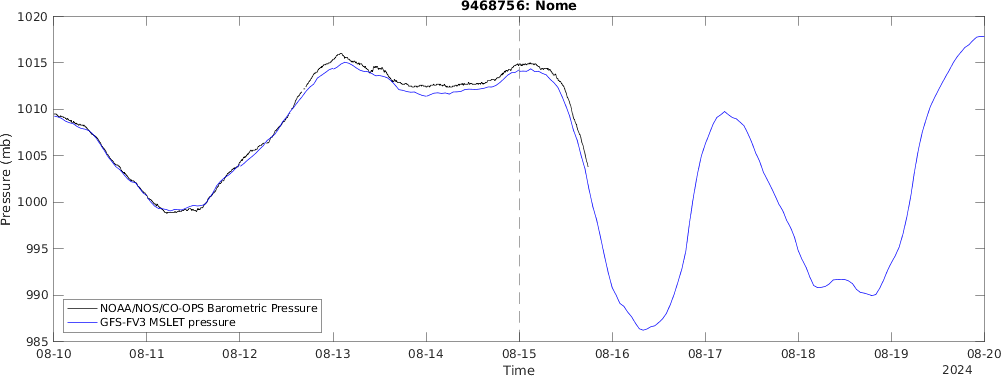 9468756: Nome
1020
1015
1010
1005
1000
995
990
985
Pressure (mb)
NOAA/NOS/CO-OPS Barometric Pressure
GFS-FV3 MSLET pressure
08-10 08-11 08-12 08-13 08-14 08-15 08-16 08-17 08-18 08-19 08-20
Time
2024